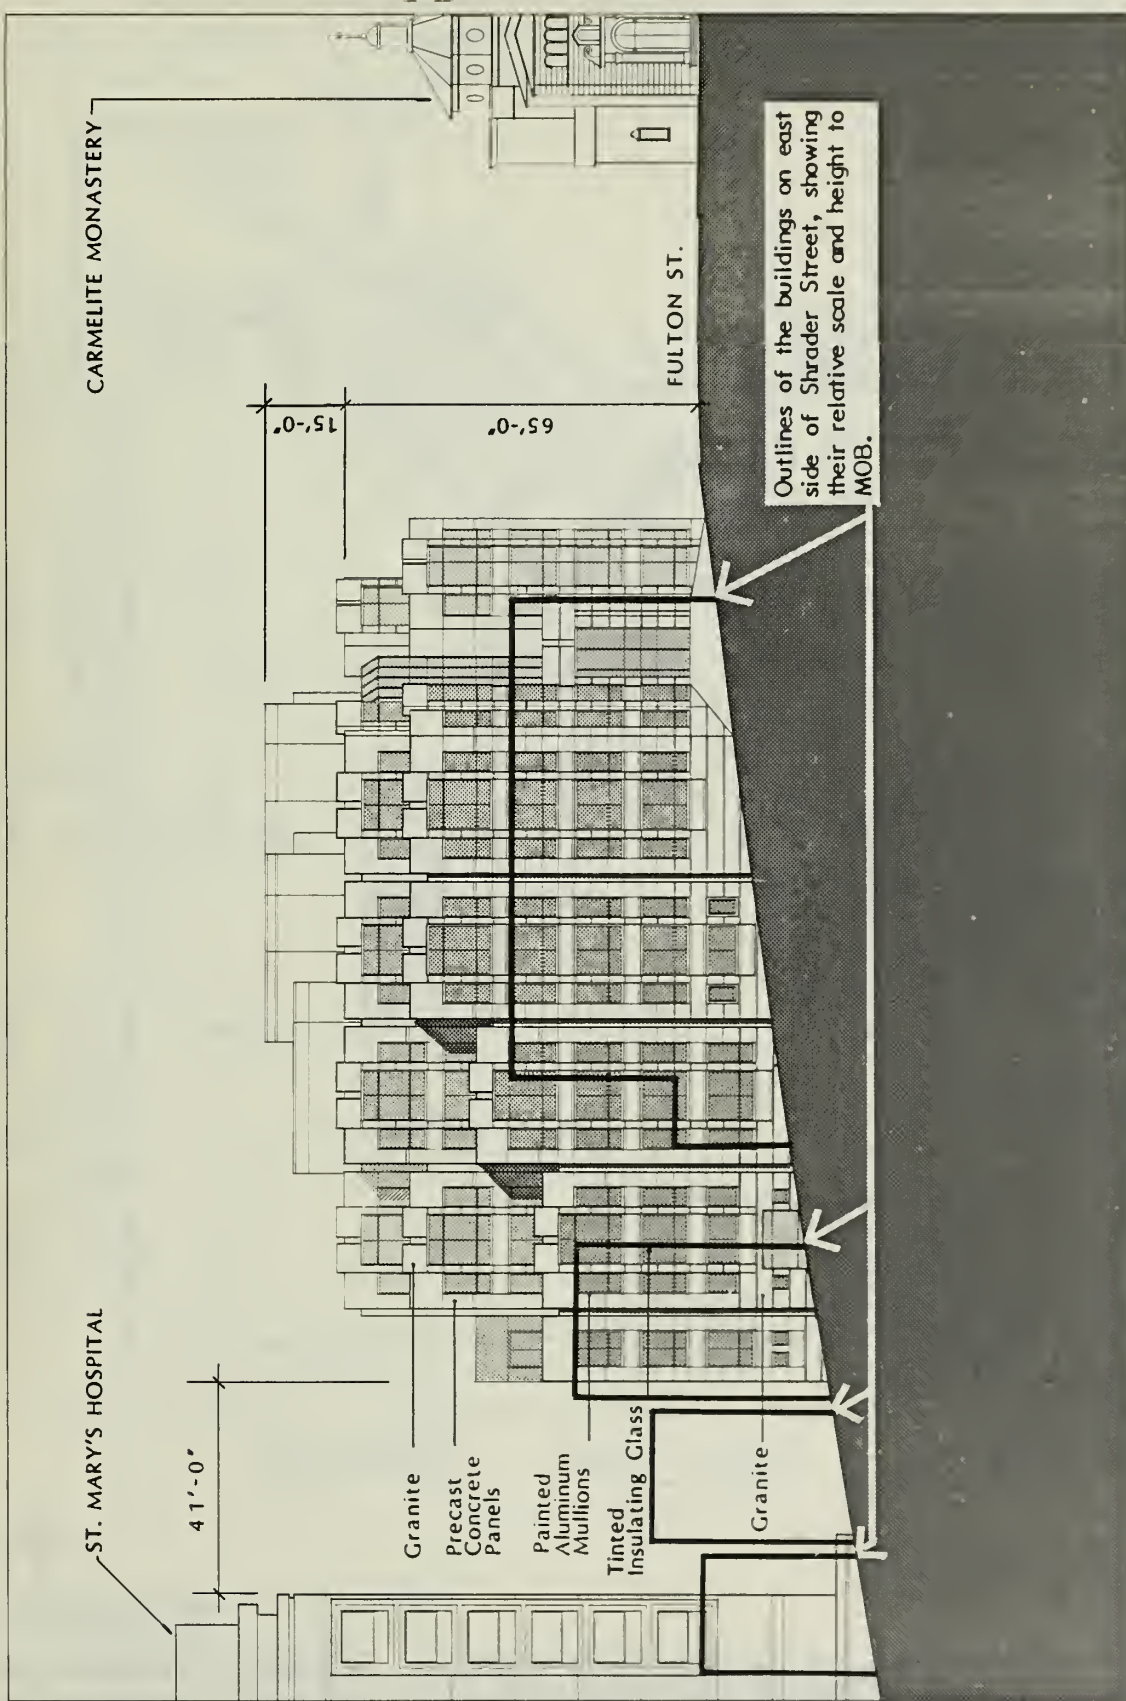 ST. MARY'S HOSPITAL
CARMELITE MONASTERY
41'-0"
15'-0"
65'-0"
Granite
Precast
Concrete
Panels
Painted
Aluminum
Mullions
Tinted
Insulating Glass
Granite
FULTON ST.
Outlines of the buildings on east
side of Shrader Street, showing
their relative scale and height to
MOB.